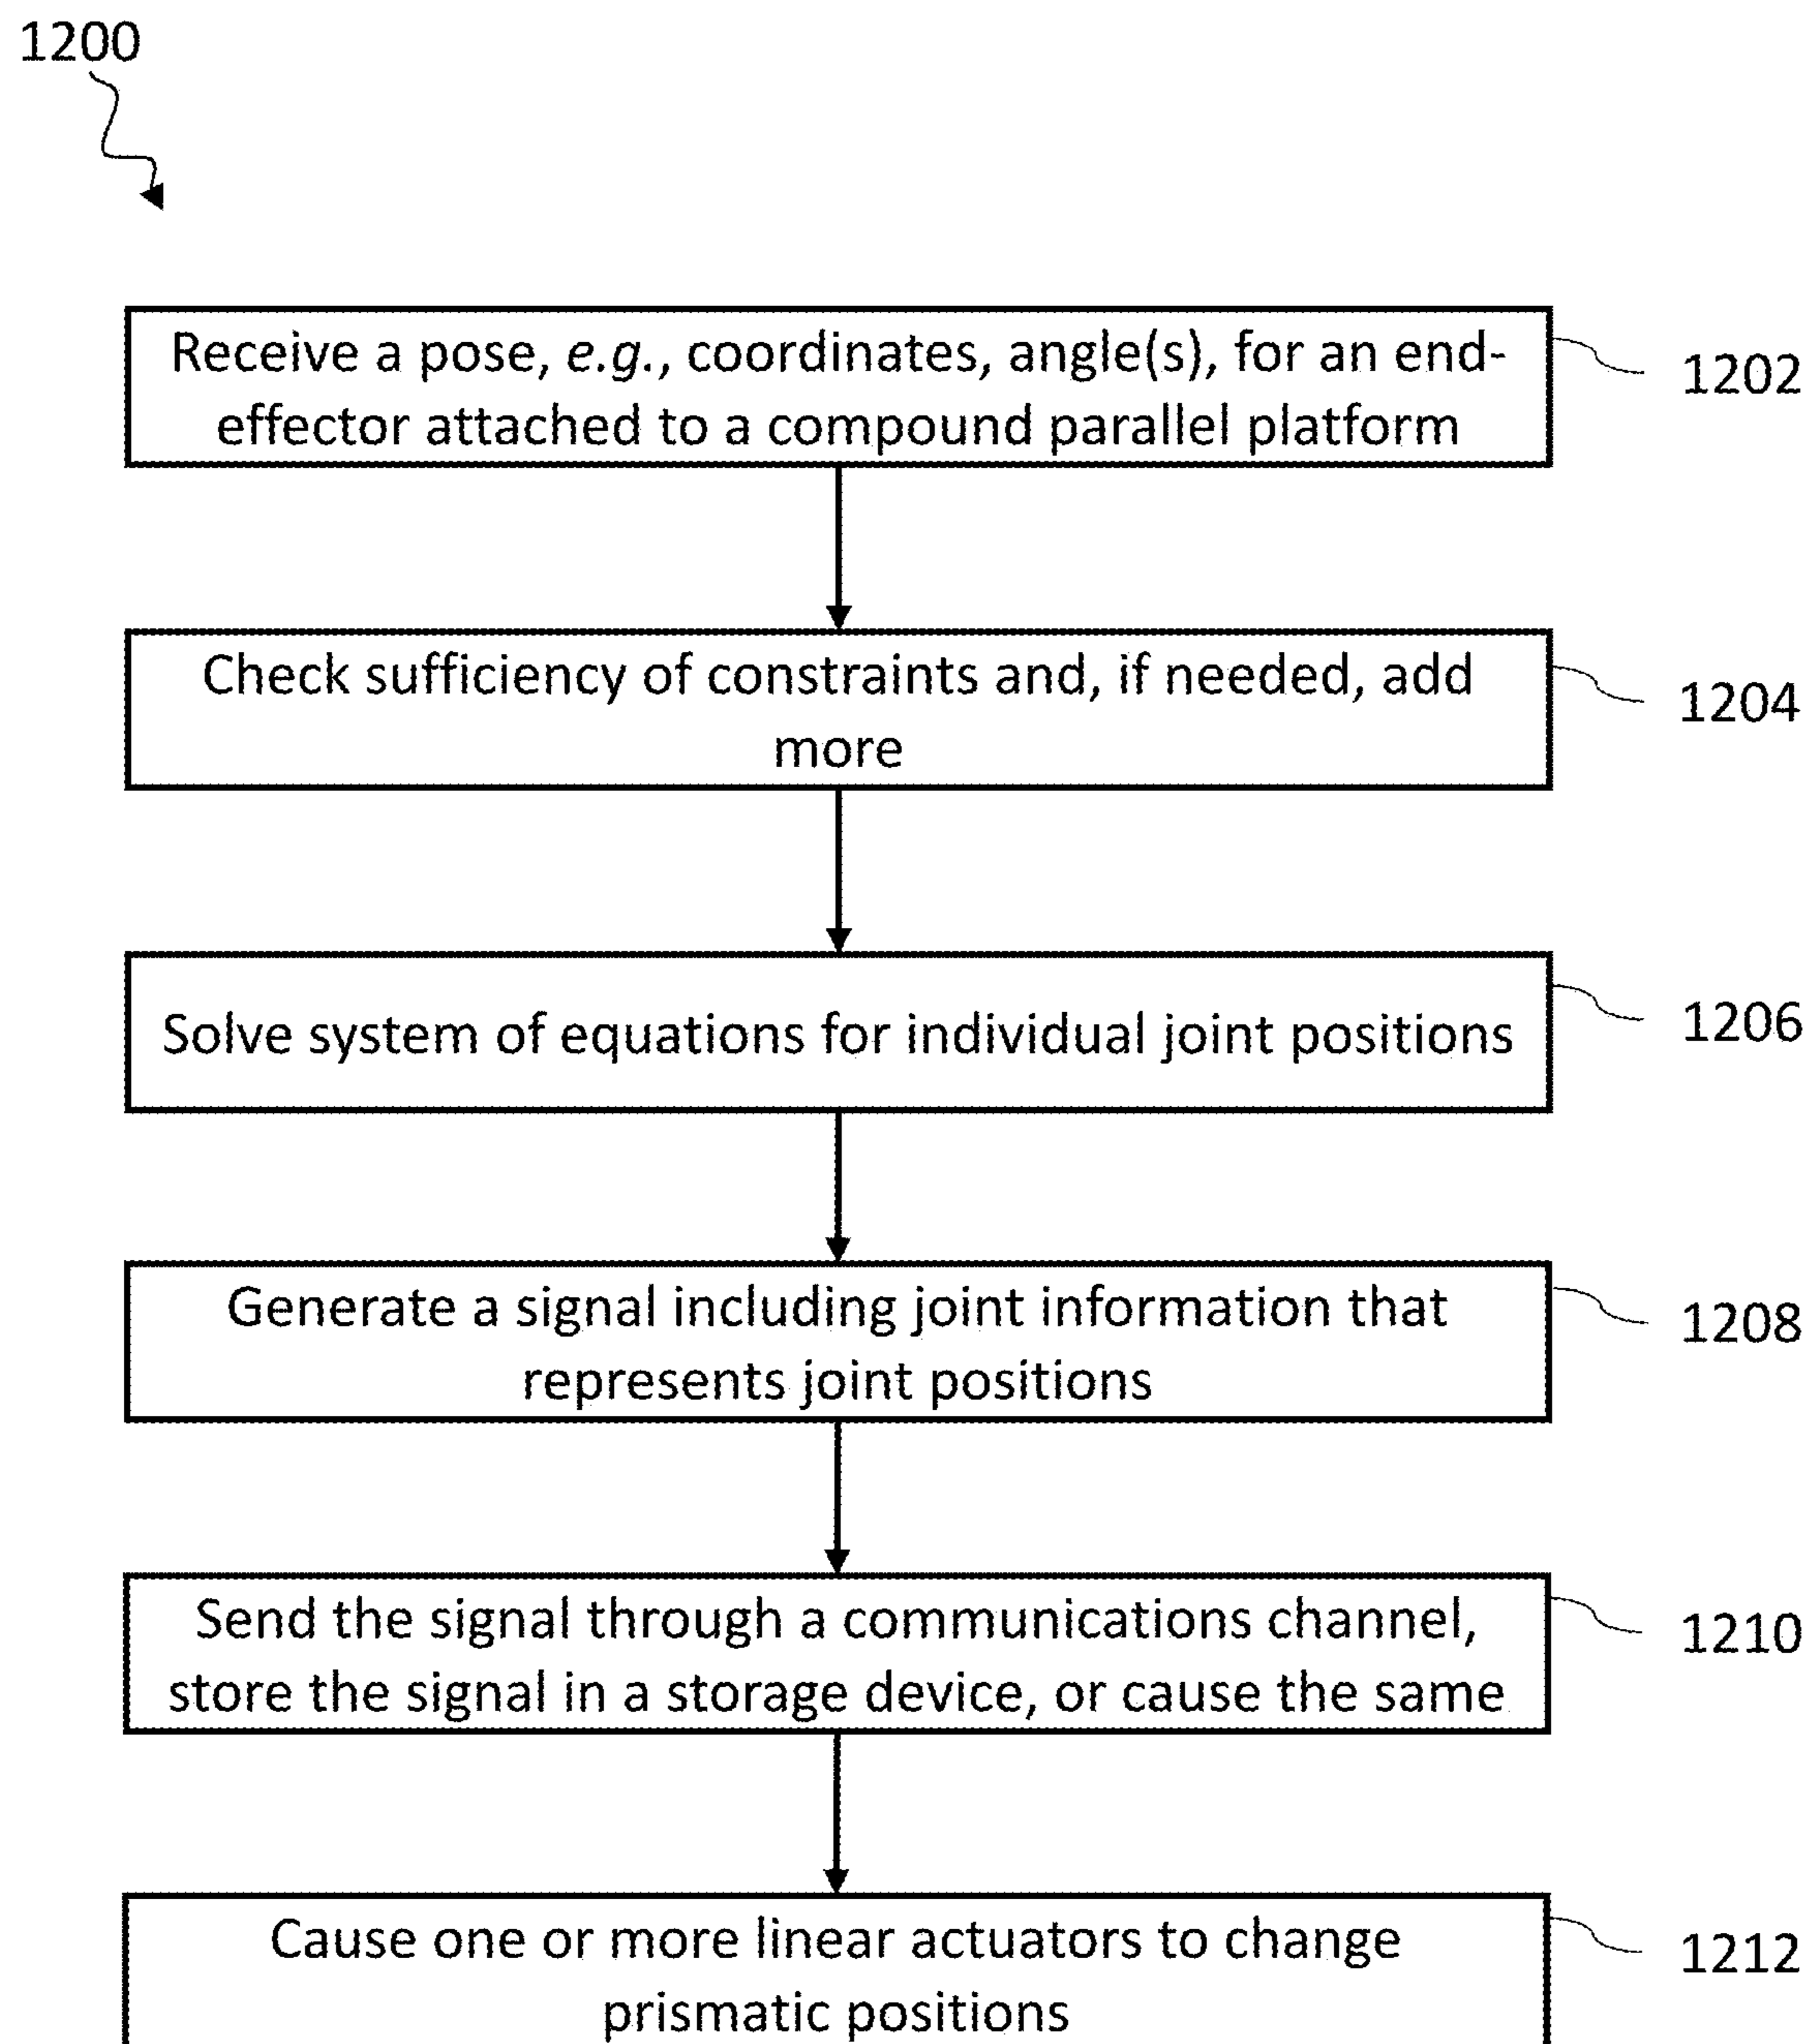 1200
Receive a pose, e.g., coordinates, angle(s), for an end-
effector attached to a compound parallel platform
1202
Check sufficiency of constraints and, if needed, add
more
1204
Solve system of equations for individual joint positions
1206
Generate a signal including joint information that
represents joint positions
1208
Send the signal through a communications channel,
store the signal in a storage device, or cause the same
1210
Cause one or more linear actuators to change
prismatic positions
1212